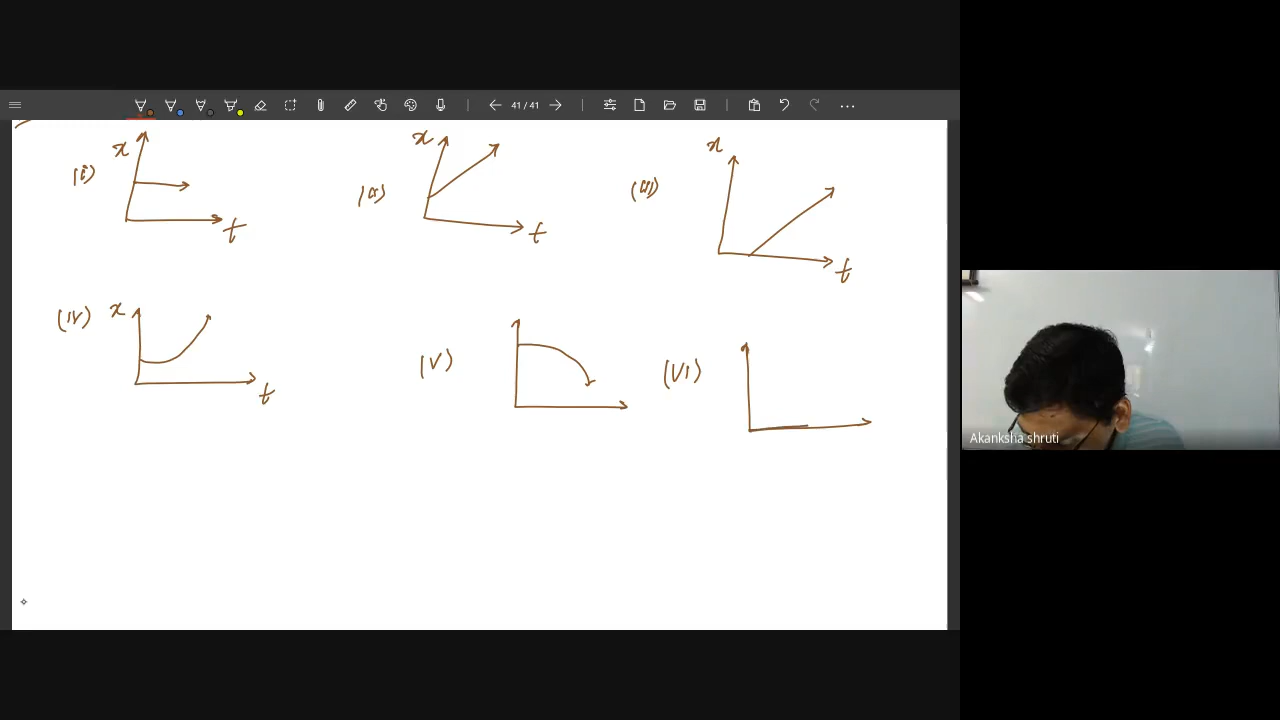 41 / 41
x
(i)
t
x
(ii)
t
x
(iii)
t
(iv) x
t
(V)
(VI)
Akanksha shruti